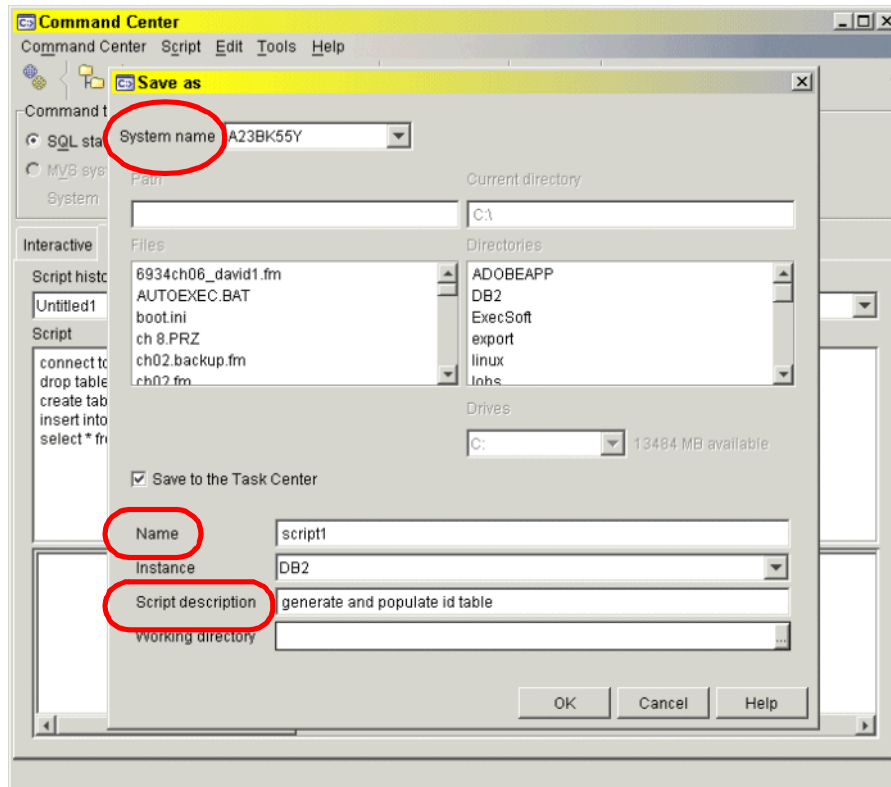 Command Center
Command Center Script Edit Tools Help
Save as
Command t
System name A23BK55Y
SQL sta
MVS sys
Path Current directory
System
C:\
Interactive Files Directories
Script histo
Untitled1
Script
6934ch06_david1.fm
AUTOEXEC.BAT
boot.ini
ch 8.PRZ
ch02.backup.fm
ch02.fm
ADOBEAPP
DB2
ExecSoft
export
linux
lobs
connect to
drop table
create tab
insert into
select * fr
Drives
C: 13484 MB available
Save to the Task Center
Name script1
Instance DB2
Script description generate and populate id table
Working directory ...
OK Cancel Help